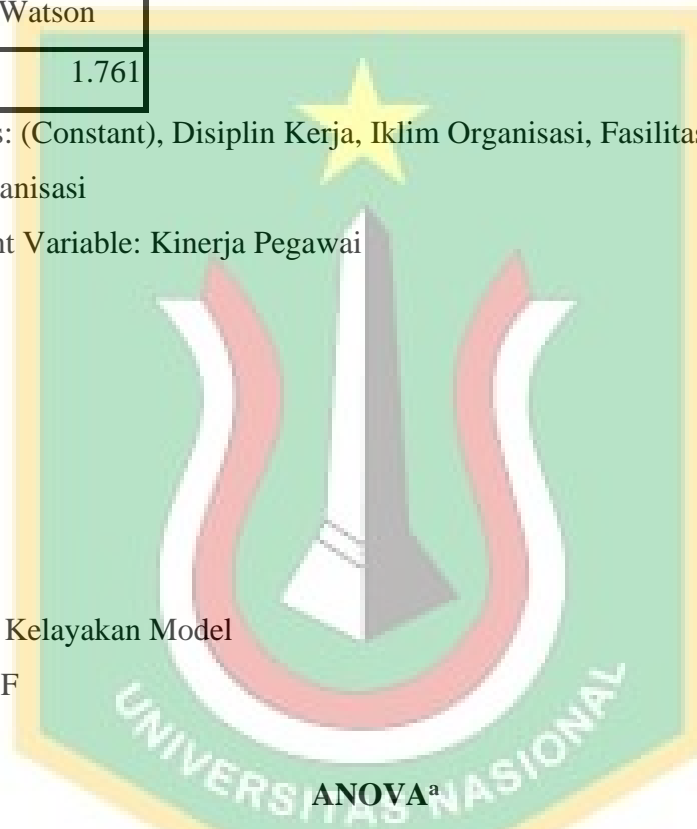 Watson
1.761
s: (Constant), Disiplin Kerja, Iklim Organisasi, Fasilitas
anisasi
nt Variable: Kinerja Pegawai
Kelayakan Model
F
UNIVERSITAS NASIONAL
ANOVAᵃ